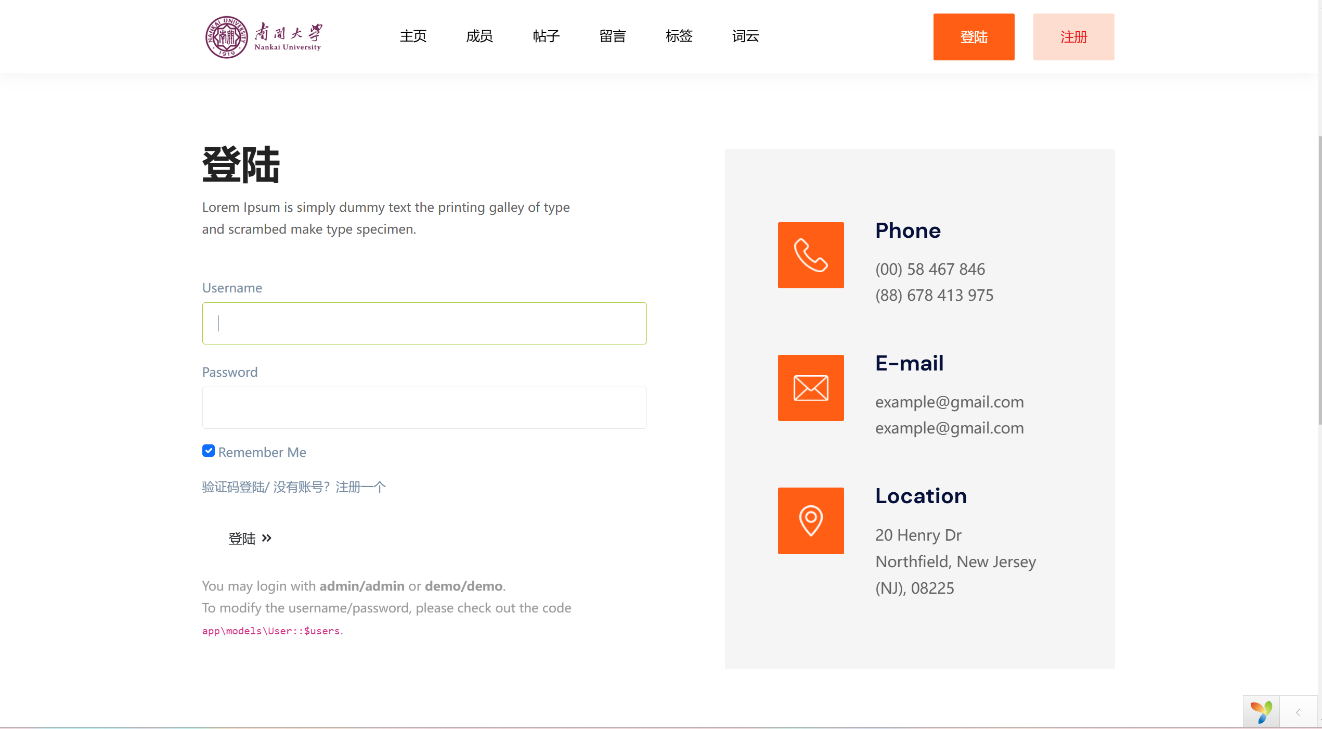 南開大學
Nankai University
NANKAI UNIVERSITY
1919
主页 成员 帖子 留言 标签 词云 登陆 注册
登陆
Lorem Ipsum is simply dummy text the printing galley of type
and scrambed make type specimen.
Username
Password
Remember Me
验证码登陆/ 没有账号？注册一个
登陆 »
You may login with admin/admin or demo/demo.
To modify the username/password, please check out the code
app\models\User::$users.
Phone
(00) 58 467 846
(88) 678 413 975
E-mail
example@gmail.com
example@gmail.com
Location
20 Henry Dr
Northfield, New Jersey
(NJ), 08225